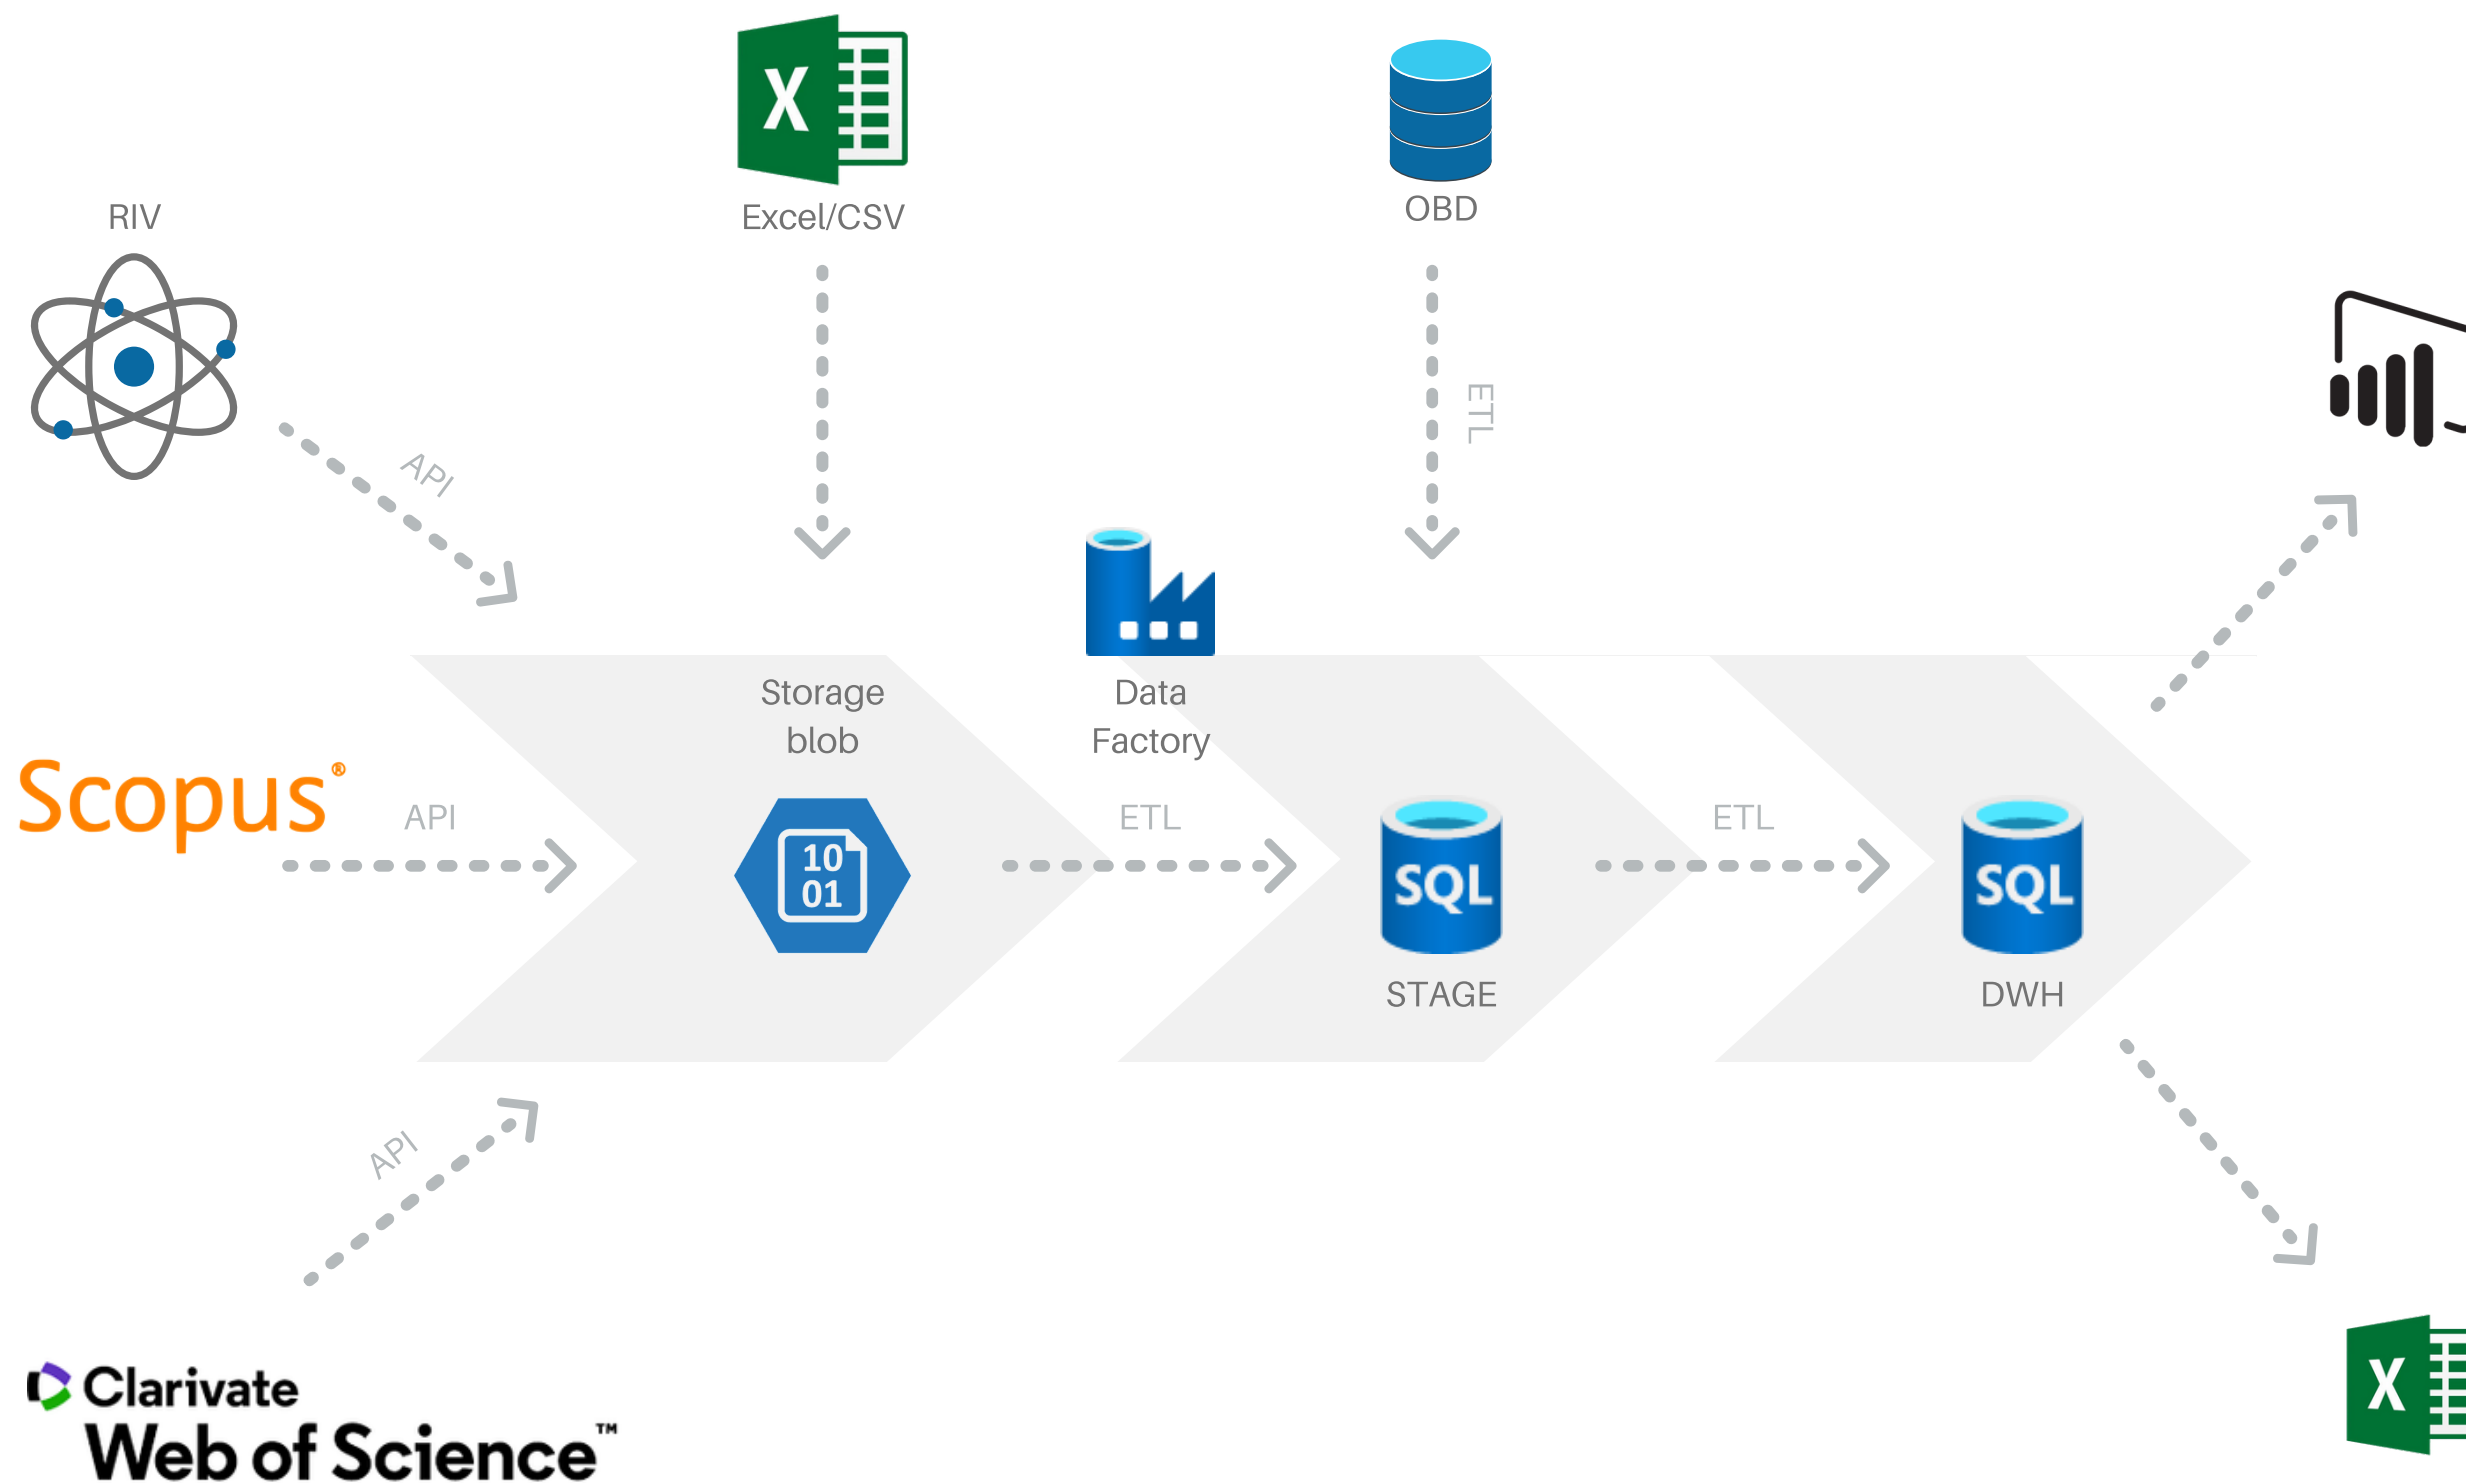 X
Excel/CSV
OBD
RIV
API
ETL
Storage
blob
Data
Factory
Scopus®
API
ETL
ETL
10
01
SQL
SQL
STAGE
DWH
API
Clarivate
Web of Science™
X